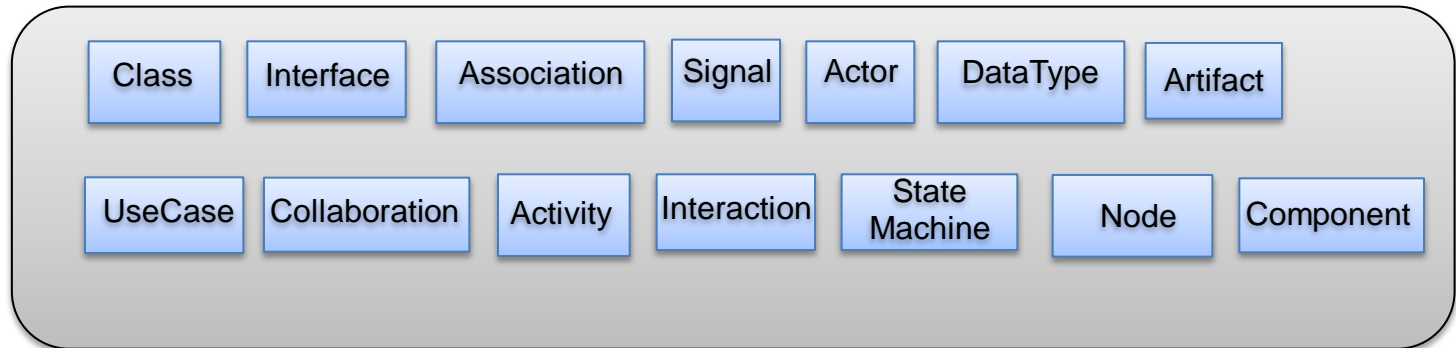 Class Interface Association Signal Actor DataType Artifact
UseCase Collaboration Activity Interaction State Machine Node Component